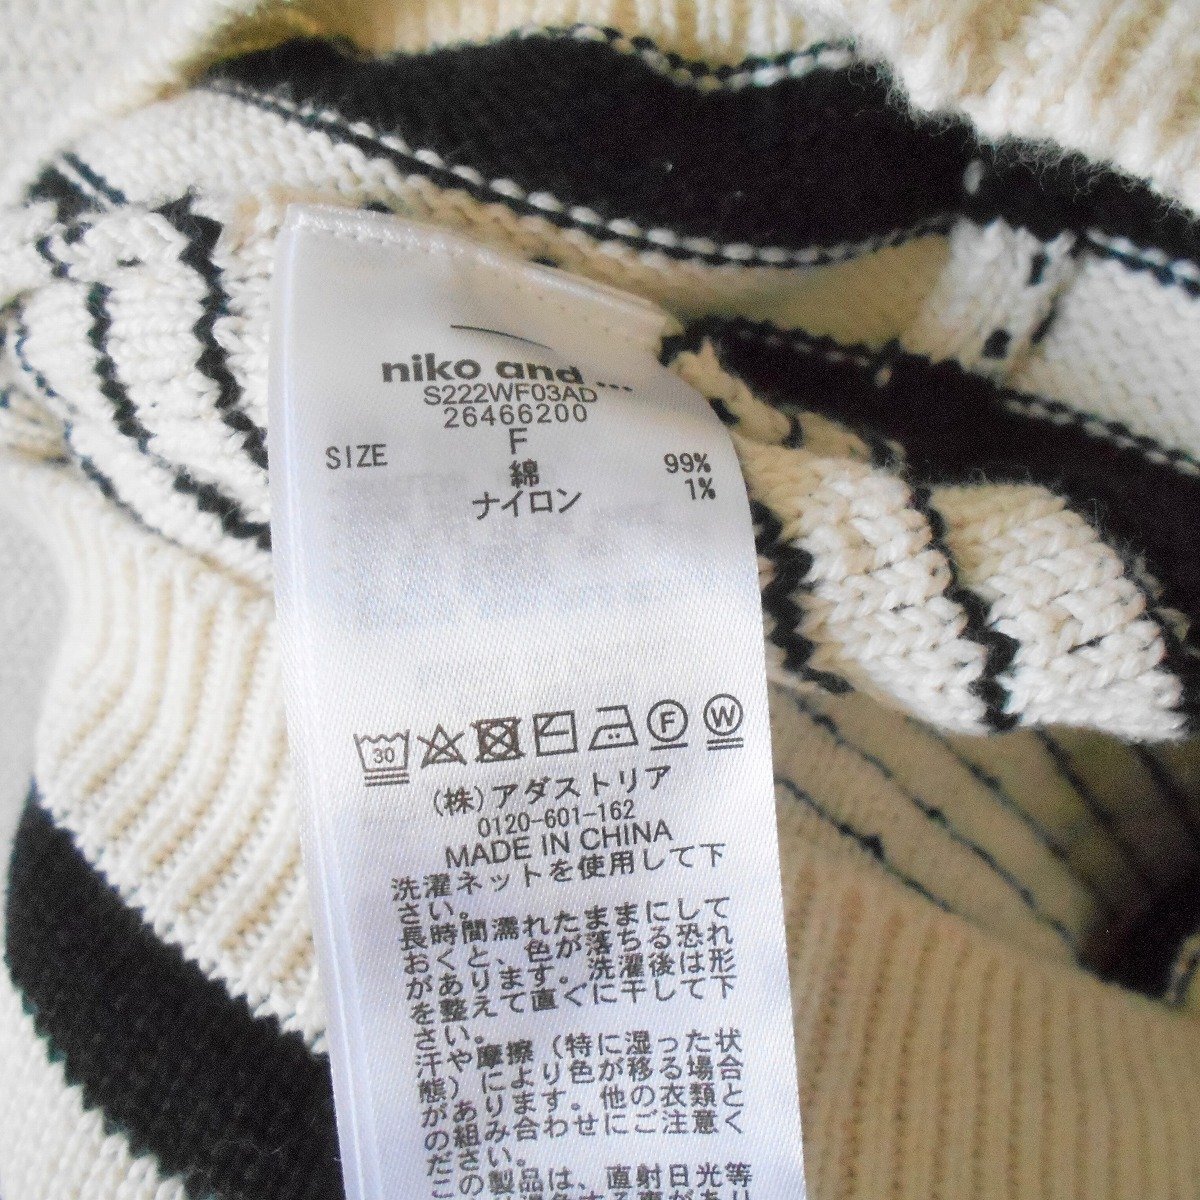 niko and ...
S222WF03AD
26466200
SIZE F
綿 99%
ナイロン 1%
30 F W
(株)アダストリア
0120-601-162
MADE IN CHINA
洗濯ネットを使用して下
さい。
長時間濡れたままにして
おくと、色が落ちる恐れ
があります。洗濯後は形
を整えて直ぐに干して下
さい。
汗や摩擦(特に湿った状
態)により色が移る場合
があります。他の衣類と
の組み合わせにご注意く
ださい。
この製品は、直射日光等